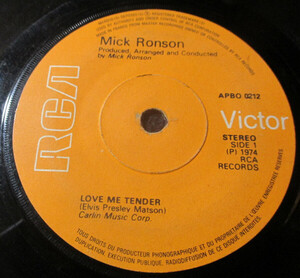 Mick Ronson
Produced, Arranged and Conducted
by Mick Ronson
RCA
APBO 0212
Victor
STEREO
SIDE 1
(P) 1974
RCA
RECORDS
LOVE ME TENDER
(Elvis Presley Matson)
Carlin Music Corp.
TOUS DROITS DU PRODUCTEUR PHONOGRAPHIQUE ET DU PROPRIETAIRE DE L'ŒUVRE ENREGISTREE RESERVES
DUPLICATION, EXECUTION PUBLIQUE, RADIODIFFUSION DE CE DISQUE INTERDITES